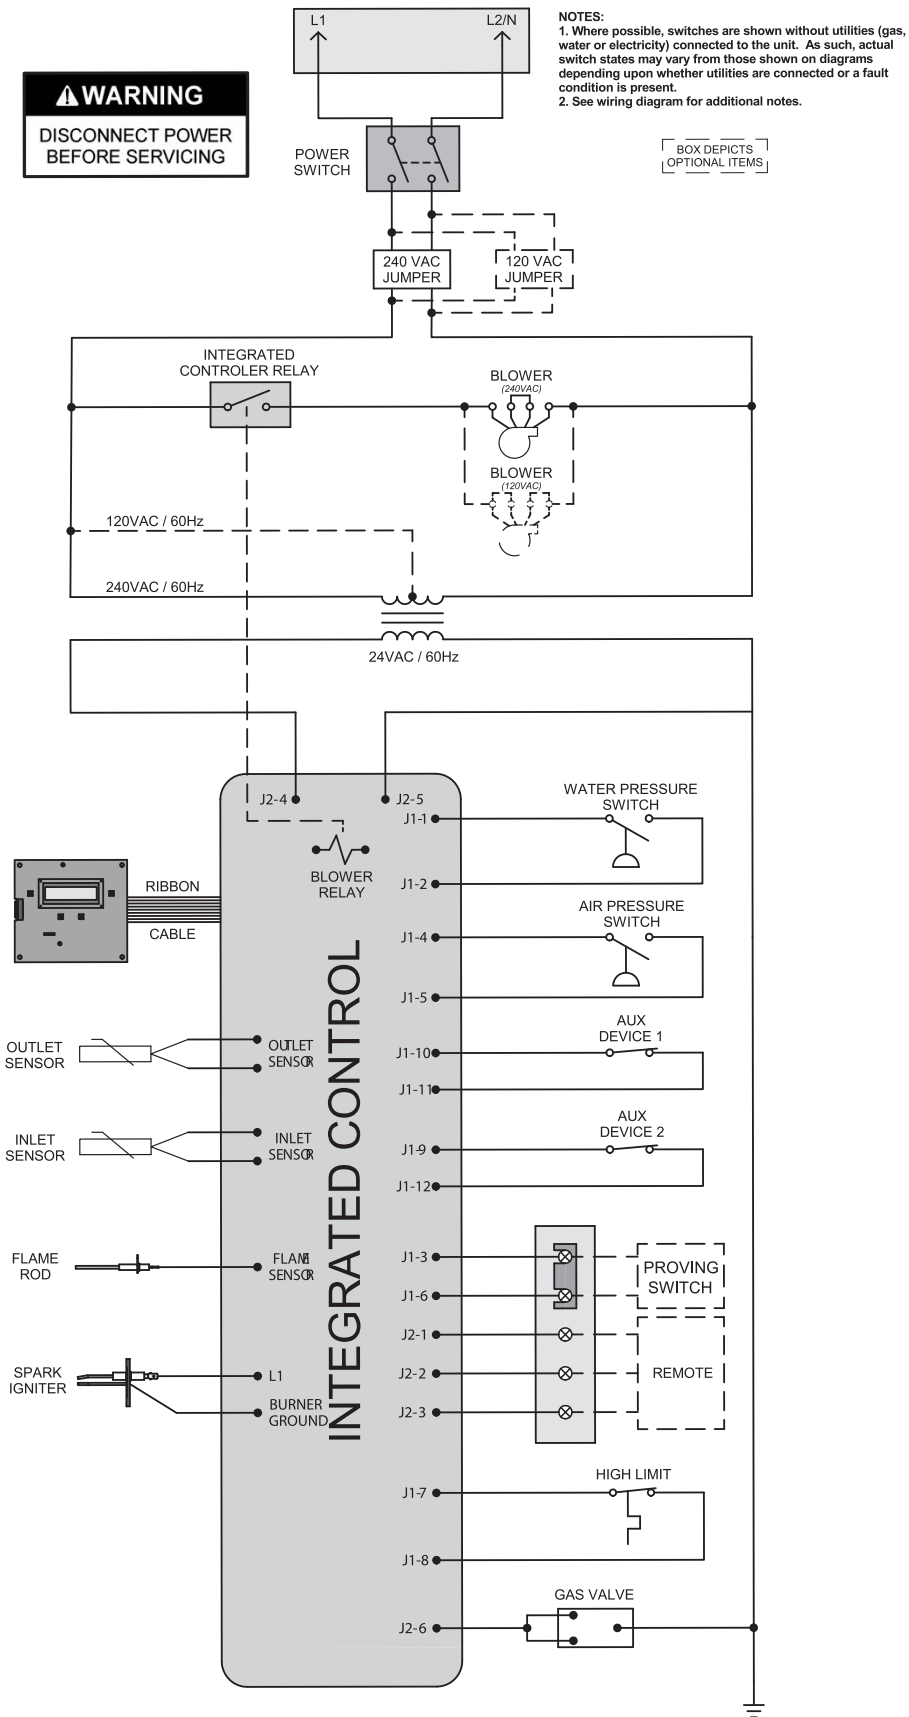 L1
L2/N
NOTES:
1. Where possible, switches are shown without utilities (gas,
water or electricity) connected to the unit. As such, actual
switch states may vary from those shown on diagrams
depending upon whether utilities are connected or a fault
condition is present.
2. See wiring diagram for additional notes.
WARNING
DISCONNECT POWER
BEFORE SERVICING
POWER
SWITCH
BOX DEPICTS
OPTIONAL ITEMS
240 VAC
JUMPER
120 VAC
JUMPER
INTEGRATED
CONTROLER RELAY
BLOWER
(240VAC)
BLOWER
(120VAC)
120VAC / 60Hz
240VAC / 60Hz
24VAC / 60Hz
J2-4
J2-5
J1-1
WATER PRESSURE
SWITCH
BLOWER
RELAY
J1-2
RIBBON
CABLE
AIR PRESSURE
SWITCH
J1-4
J1-5
INTEGRATED CONTROL
OUTLET
SENSOR
OUTLET
SENSOR
AUX
DEVICE 1
J1-10
J1-11
INLET
SENSOR
INLET
SENSOR
AUX
DEVICE 2
J1-9
J1-12
FLAME
ROD
FLAME
SENSOR
J1-3
J1-6
PROVING
SWITCH
J2-1
J2-2
J2-3
REMOTE
SPARK
IGNITER
L1
BURNER
GROUND
HIGH LIMIT
J1-7
J1-8
GAS VALVE
J2-6